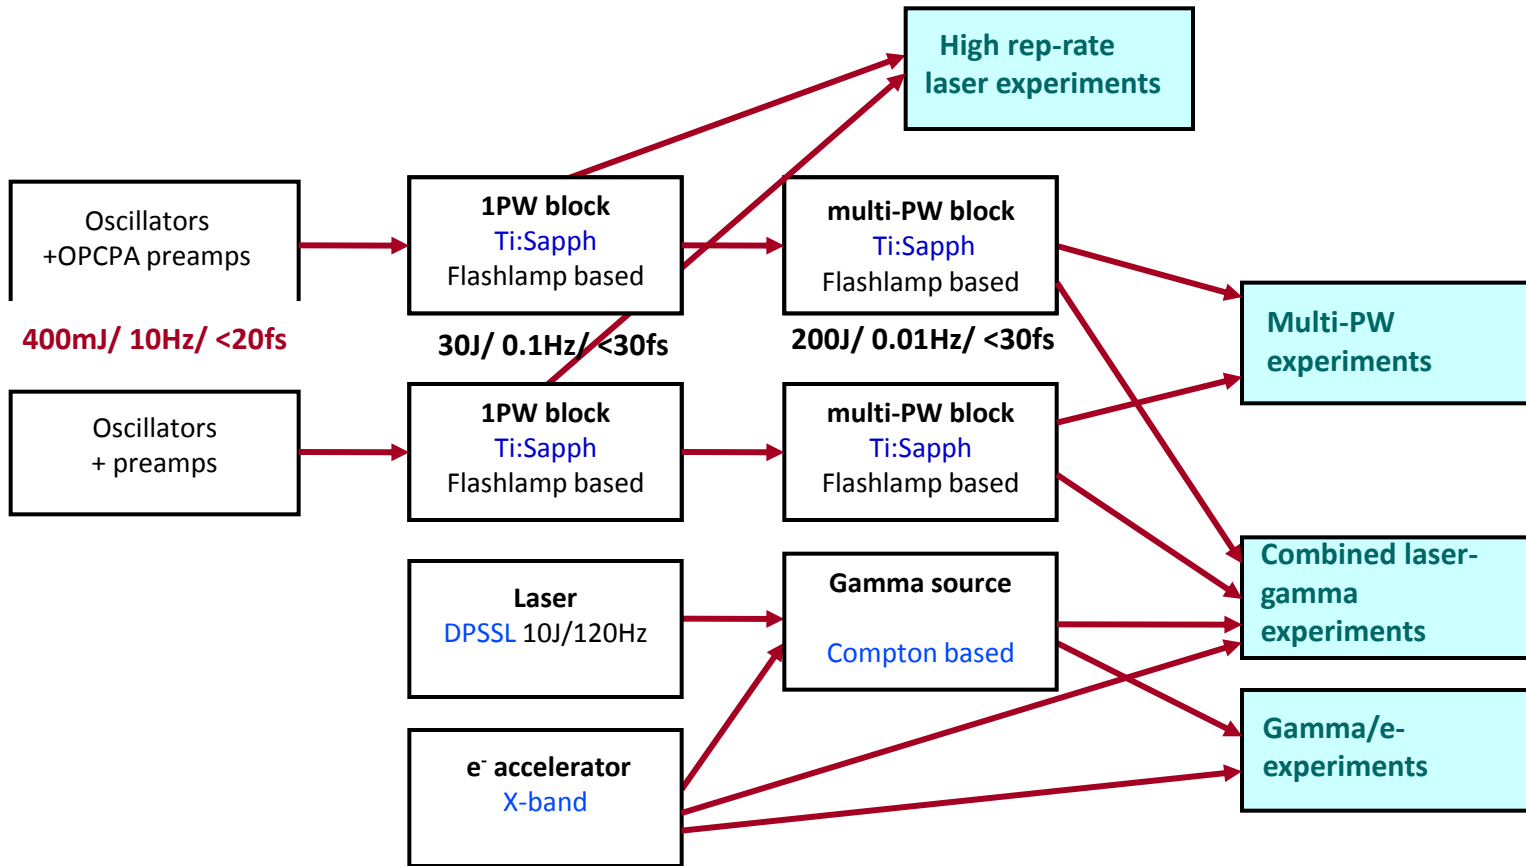 High rep-rate
laser experiments
Oscillators
+OPCPA preamps
1PW block
Ti:Sapph
Flashlamp based
multi-PW block
Ti:Sapph
Flashlamp based
400mJ/ 10Hz/ <20fs
30J/ 0.1Hz/ <30fs
200J/ 0.01Hz/ <30fs
Multi-PW
experiments
Oscillators
+ preamps
1PW block
Ti:Sapph
Flashlamp based
multi-PW block
Ti:Sapph
Flashlamp based
Laser
DPSSL 10J/120Hz
Gamma source
Compton based
Combined laser-
gamma
experiments
e⁻ accelerator
X-band
Gamma/e-
experiments